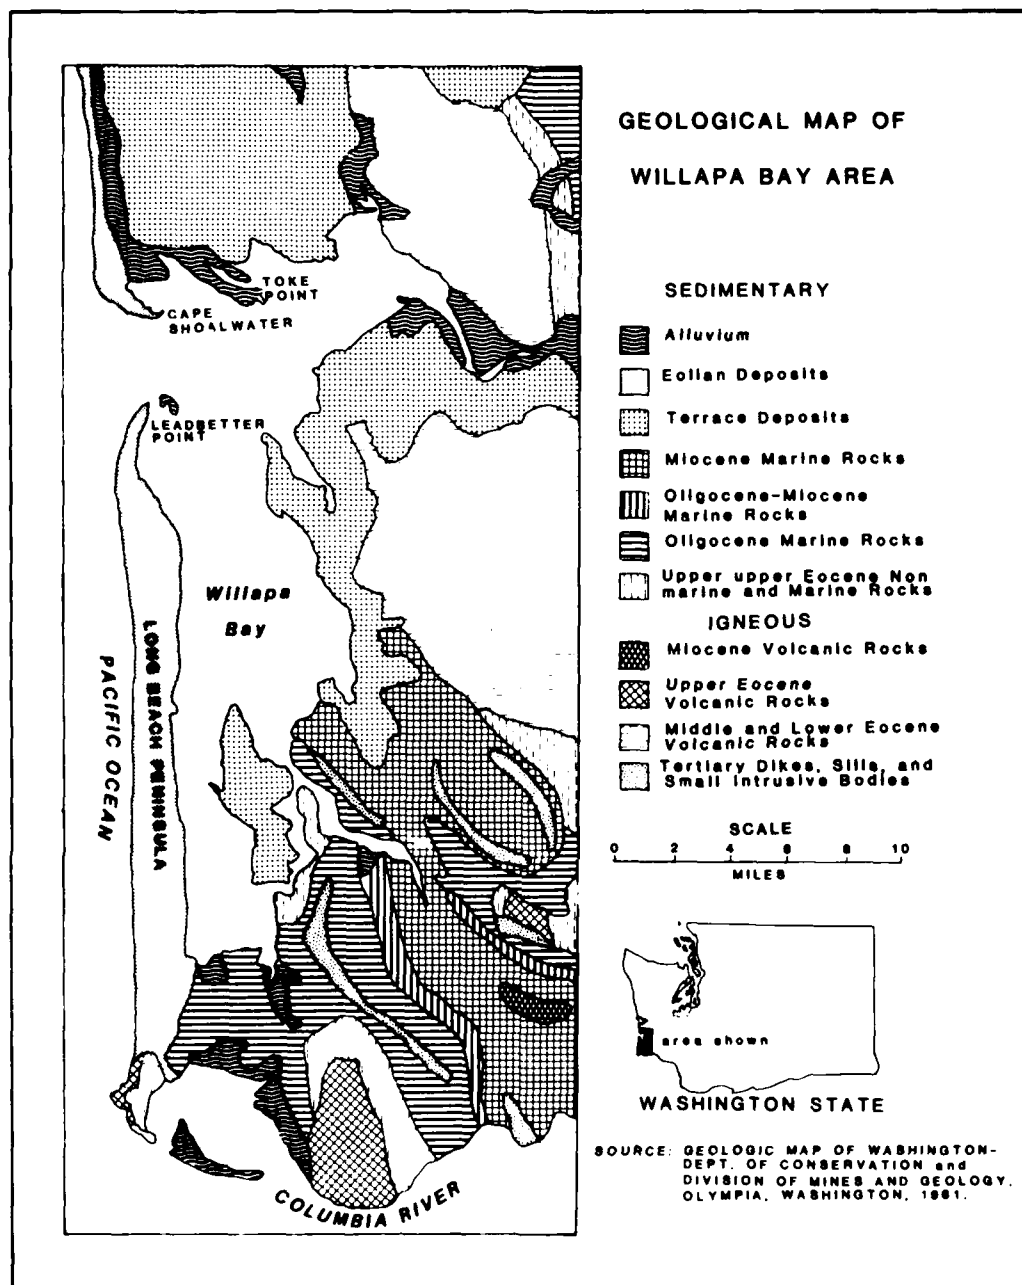 GEOLOGICAL MAP OF
WILLAPA BAY AREA
TOKE
POINT
CAPE
SHOALWATER
LEADBETTER
POINT
Willapa
Bay
LONG BEACH PENINSULA
PACIFIC OCEAN
COLUMBIA RIVER
SEDIMENTARY
Alluvium
Eolian Deposits
Terrace Deposits
Miocene Marine Rocks
Oligocene-Miocene
Marine Rocks
Oligocene Marine Rocks
Upper upper Eocene Non
marine and Marine Rocks
IGNEOUS
Miocene Volcanic Rocks
Upper Eocene
Volcanic Rocks
Middle and Lower Eocene
Volcanic Rocks
Tertiary Dikes, Sills, and
Small Intrusive Bodies
SCALE
0 2 4 6 8 10
MILES
area shown
WASHINGTON STATE
SOURCE: GEOLOGIC MAP OF WASHINGTON-
DEPT. OF CONSERVATION and
DIVISION OF MINES AND GEOLOGY.
OLYMPIA, WASHINGTON, 1961.